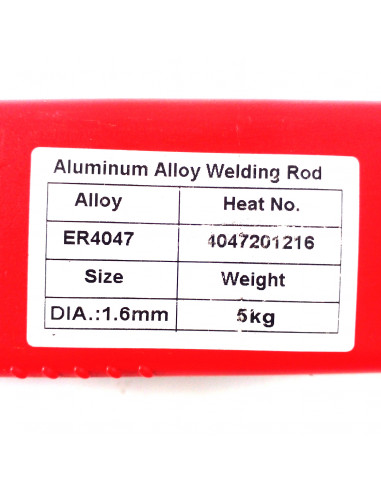 Aluminum Alloy Welding Rod
Alloy Heat No.
ER4047 4047201216
Size Weight
DIA.:1.6mm 5kg